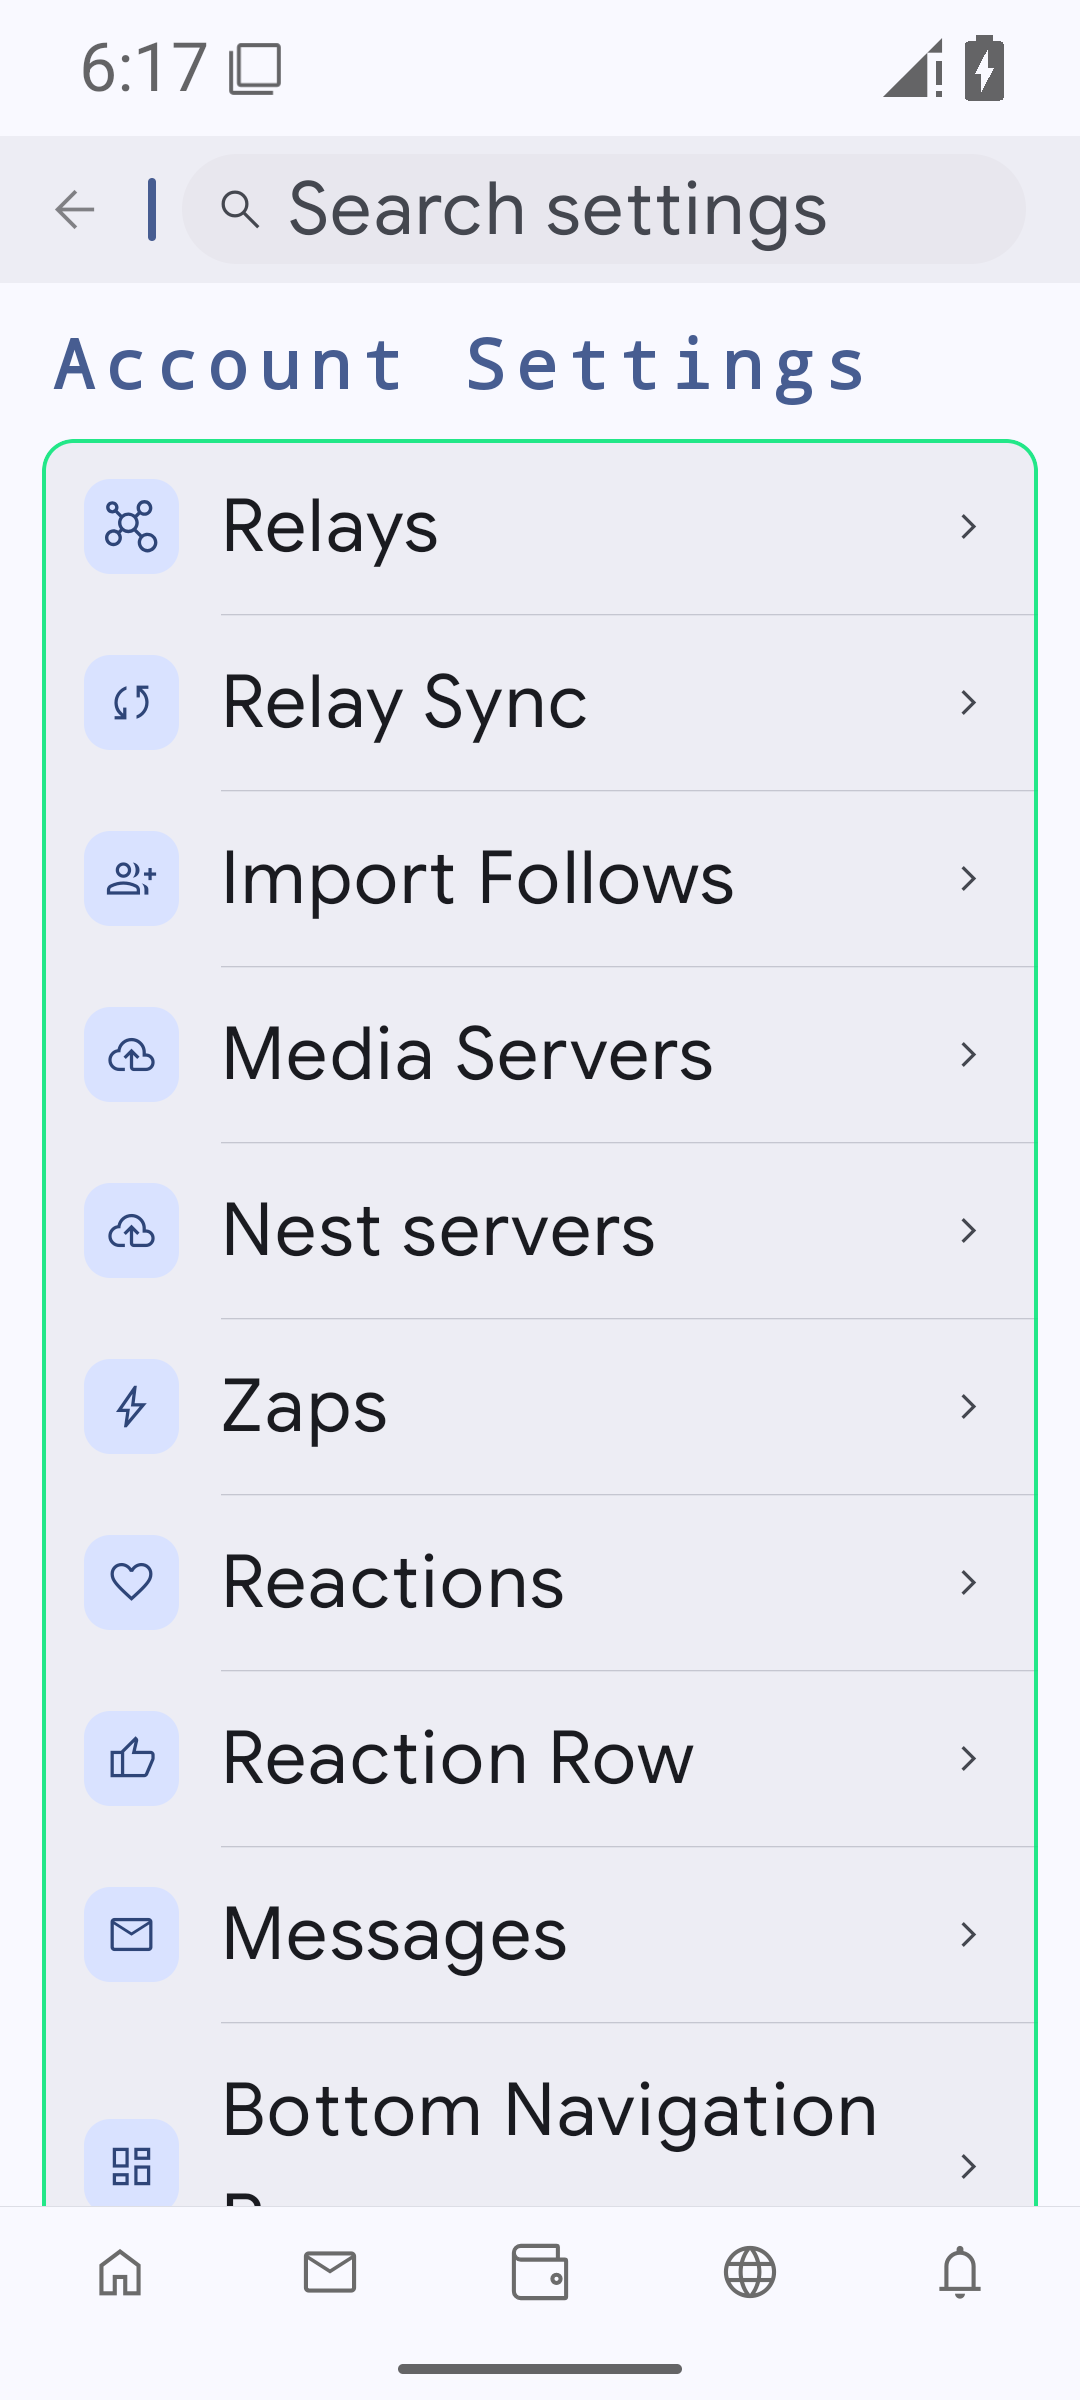 6:17
Search settings
Account Settings
Relays
Relay Sync
Import Follows
Media Servers
Nest servers
Zaps
Reactions
Reaction Row
Messages
Bottom Navigation